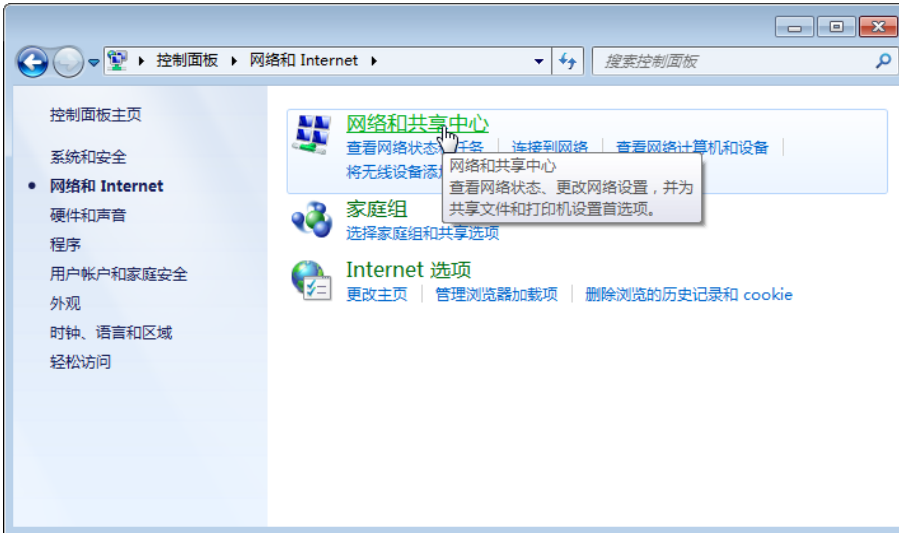 控制面板 网络和 Internet
搜索控制面板
控制面板主页
系统和安全
网络和 Internet
硬件和声音
程序
用户帐户和家庭安全
外观
时钟、语言和区域
轻松访问
网络和共享中心
查看网络状态 任务 连接到网络 查看网络计算机和设备
将无线设备添
网络和共享中心
查看网络状态、更改网络设置，并为
共享文件和打印机设置首选项。
家庭组
选择家庭组和共享选项
Internet 选项
更改主页 管理浏览器加载项 删除浏览的历史记录和 cookie